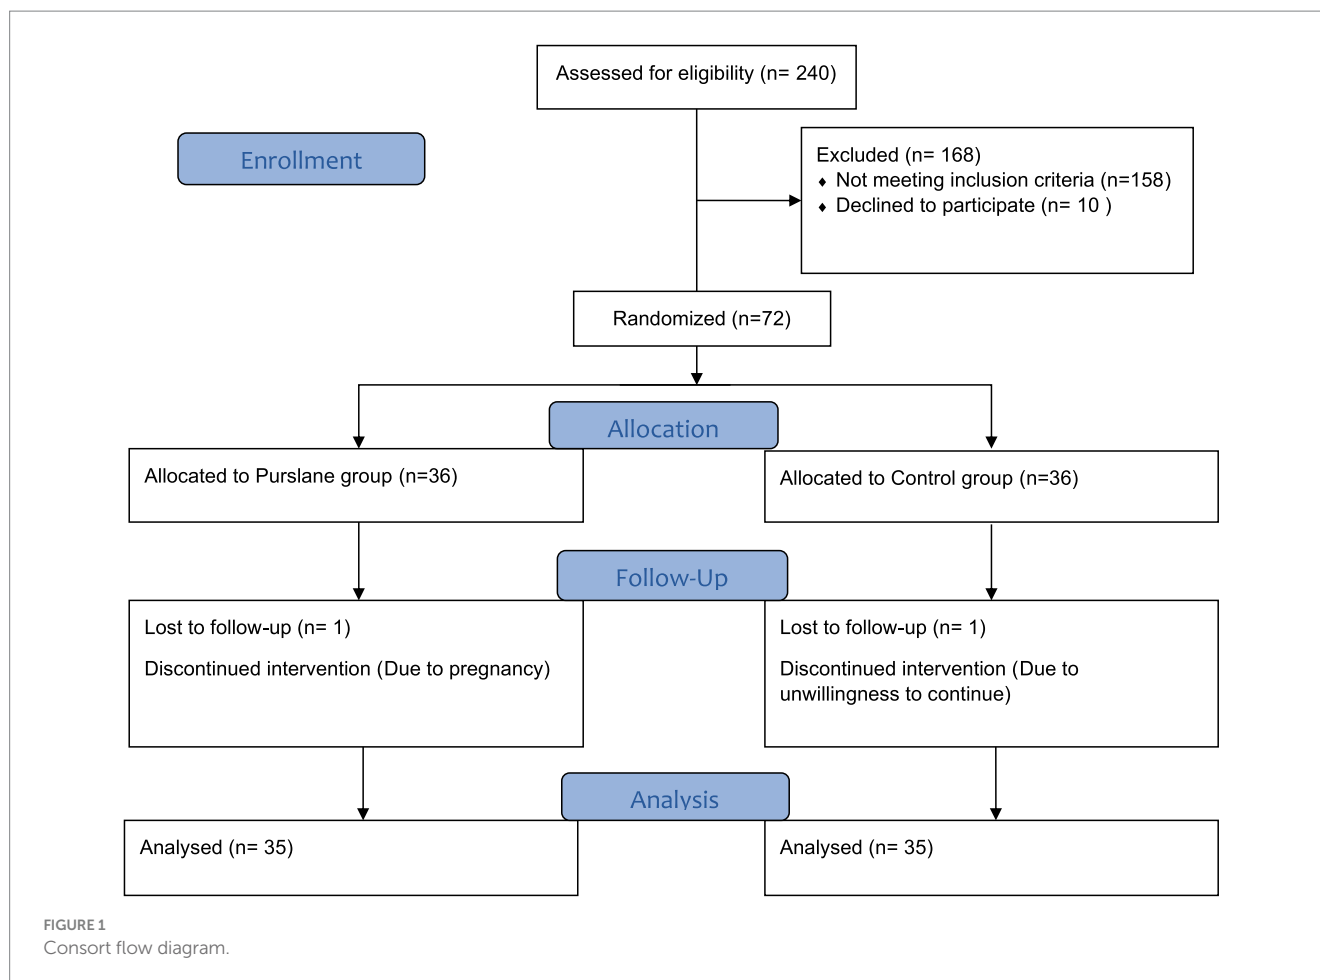 Assessed for eligibility (n= 240)
Enrollment
Excluded (n= 168)
♦ Not meeting inclusion criteria (n=158)
♦ Declined to participate (n= 10 )
Randomized (n=72)
Allocation
Allocated to Purslane group (n=36)
Allocated to Control group (n=36)
Follow-Up
Lost to follow-up (n= 1)
Discontinued intervention (Due to pregnancy)
Lost to follow-up (n= 1)
Discontinued intervention (Due to
unwillingness to continue)
Analysis
Analysed (n= 35)
Analysed (n= 35)
FIGURE 1
Consort flow diagram.